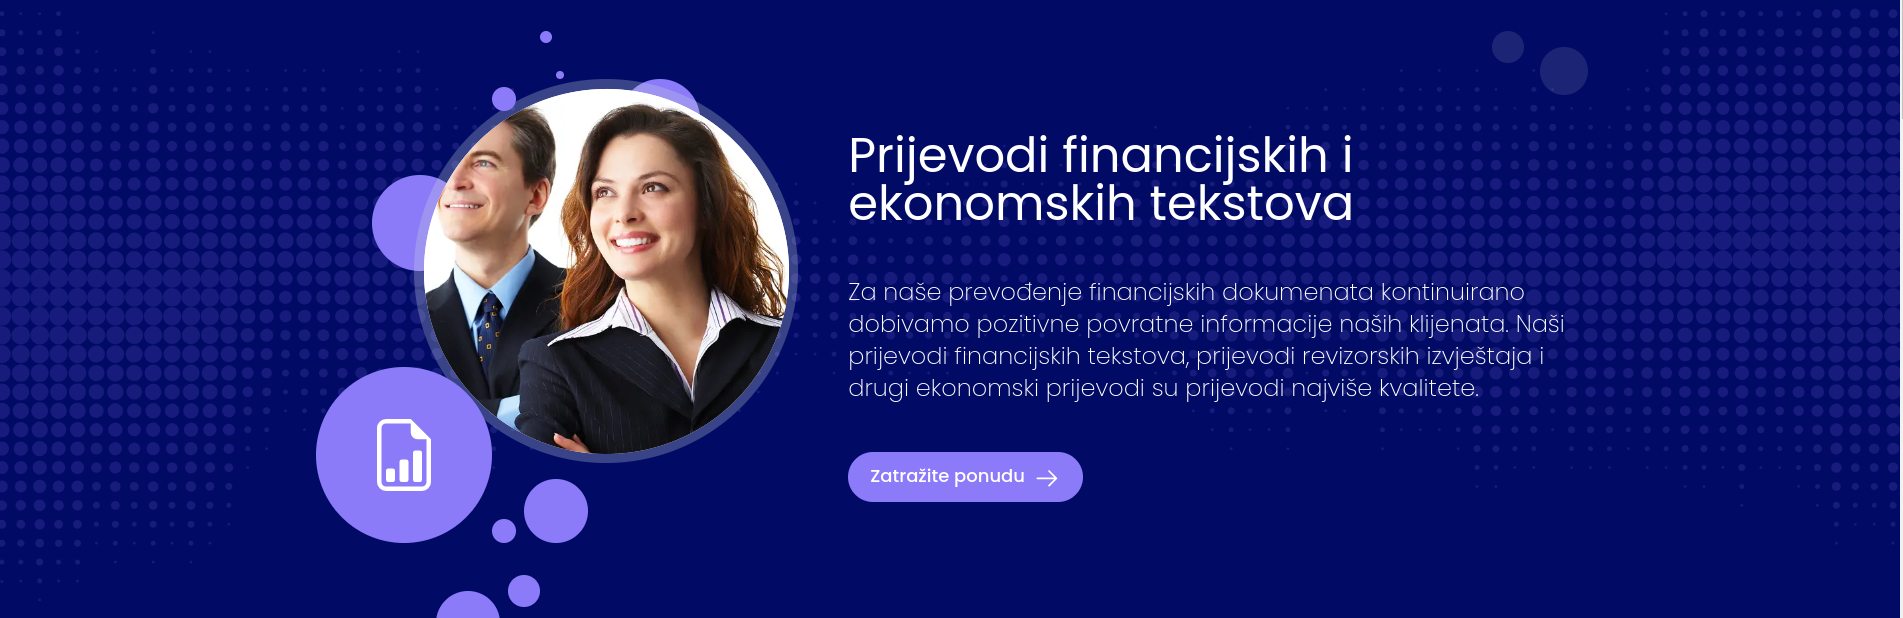 Prijevodi financijskih i
ekonomskih tekstova
Za naše prevođenje financijskih dokumenata kontinuirano
dobivamo pozitivne povratne informacije naših klijenata. Naši
prijevodi financijskih tekstova, prijevodi revizorskih izvještaja i
drugi ekonomski prijevodi su prijevodi najviše kvalitete.
Zatražite ponudu